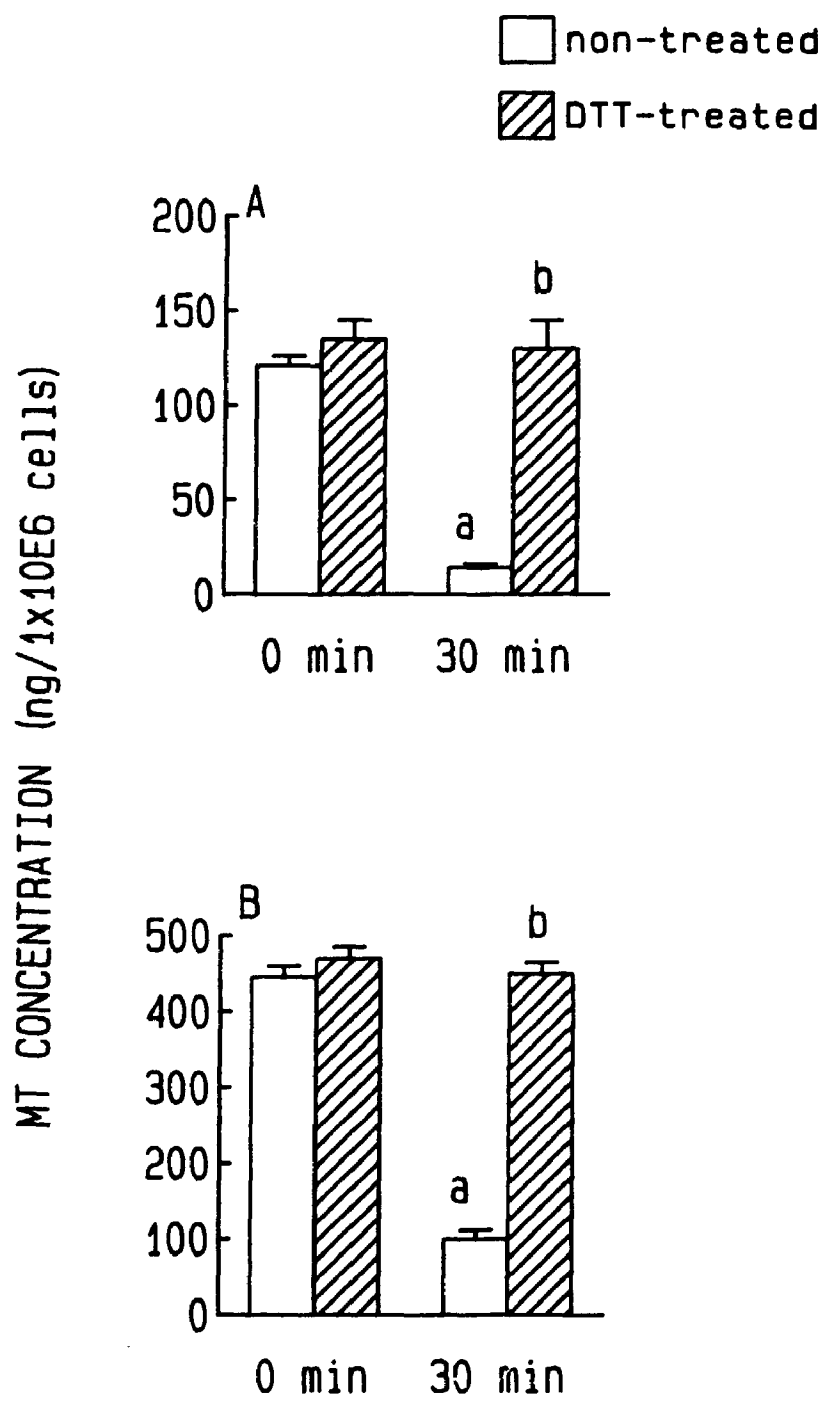 non-treated
DTT-treated
MT CONCENTRATION (ng/1x10E6 cells)
A
200
150
100
50
0
a
b
0 min
30 min
B
500
400
300
200
100
0
a
b
0 min
30 min